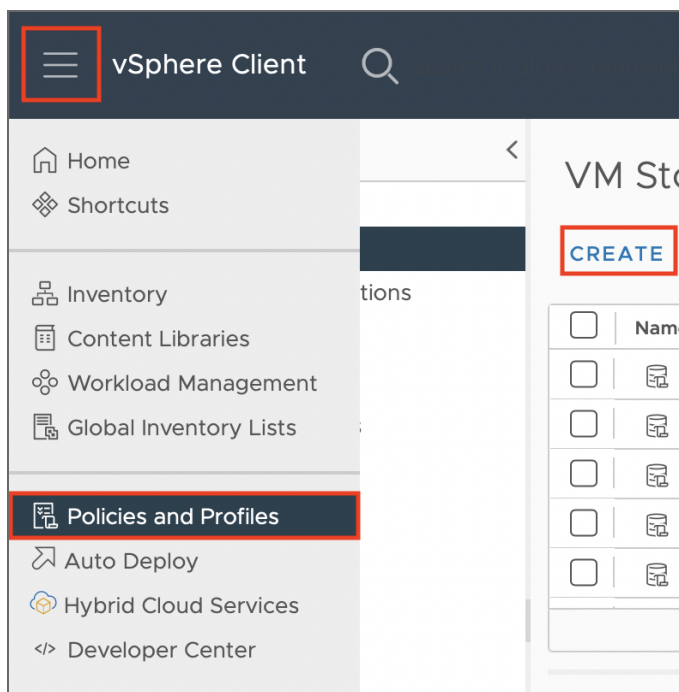 vSphere Client
Home
Shortcuts
Inventory
Content Libraries
Workload Management
Global Inventory Lists
Policies and Profiles
Auto Deploy
Hybrid Cloud Services
</> Developer Center
tions
VM Sto
CREATE
Name